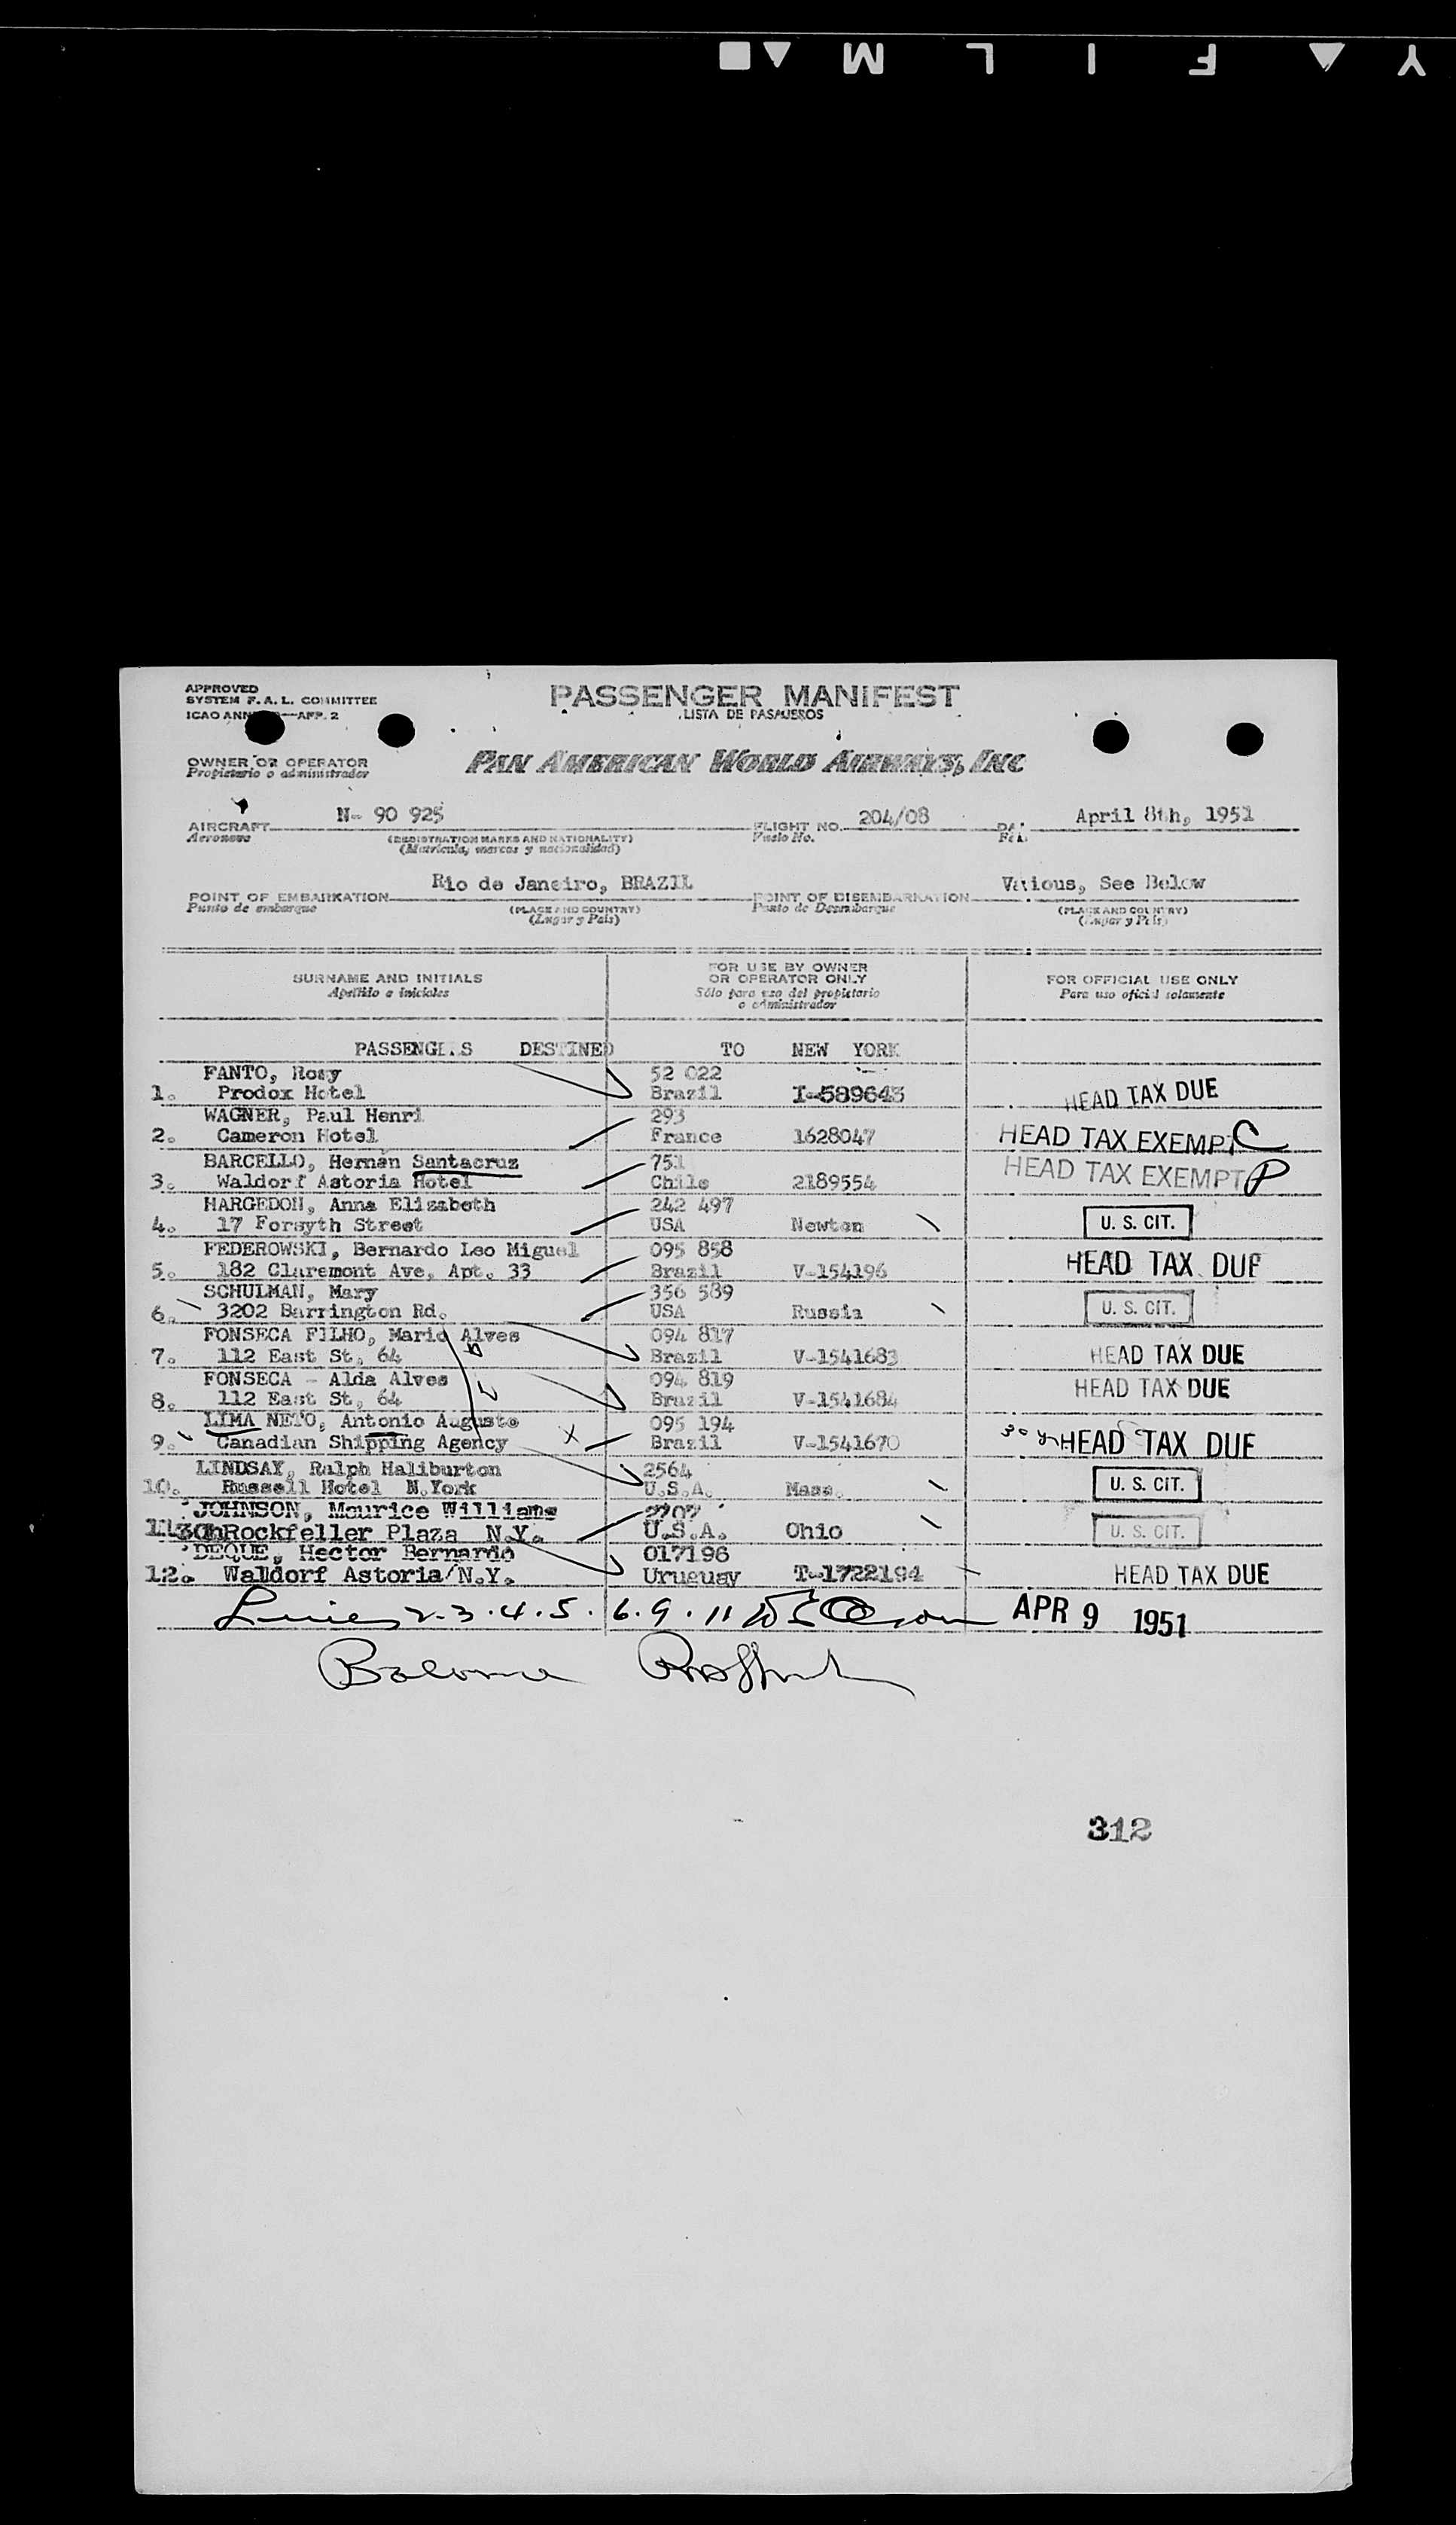 Y F I L M
APPROVED
SYSTEM F. A. L. COMMITTEE
ICAO ANN APP. 2
PASSENGER MANIFEST
LISTA DE PASAJEROS
OWNER OR OPERATOR
Propietario o administrador
PAN AMERICAN WORLD AIRWAYS, INC
AIRCRAFT N- 90 925
Aeronave
(REGISTRATION MARKS AND NATIONALITY)
(Matricula, marcas y nacionalidad)
FLIGHT NO. 204/08
Vuelo No.
April 8th, 1951
POINT OF EMBARKATION Rio de Janeiro, BRAZIL
Punto de embarque
(PLACE AND COUNTRY)
(Lugar y País)
POINT OF DISEMBARKATION Various, See Below
Punto de Desembarque
(PLACE AND COUNTRY)
(Lugar y País)
SURNAME AND INITIALS
Apellido e iniciales
FOR USE BY OWNER
OR OPERATOR ONLY
Sólo para uso del propietario
o administrador
FOR OFFICIAL USE ONLY
Para uso oficial solamente
PASSENGERS DESTINED TO NEW YORK
FANTO, Rosy 52 022
1. Prodox Hotel Brazil I-589643 HEAD TAX DUE
WAGNER, Paul Henri 293
2. Cameron Hotel France 1628047 HEAD TAX EXEMPT C
BARCELLO, Hernan Santacruz 751
3. Waldorf Astoria Hotel Chile 2189554 HEAD TAX EXEMPT P
HARGEDON, Anna Elizabeth 242 497
4. 17 Forsyth Street USA Newton U. S. CIT.
FEDEROWSKI, Bernardo Leo Miguel 095 858
5. 182 Claremont Ave, Apt. 33 Brazil V-154196 HEAD TAX DUE
SCHULMAN, Mary 356 589
6. 3202 Barrington Rd. USA Russia U. S. CIT.
FONSECA FILHO, Mario Alves 094 817
7. 112 East St, 64 Brazil V-1541683 HEAD TAX DUE
FONSECA - Alda Alves 094 819
8. 112 East St, 64 Brazil V-1541684 HEAD TAX DUE
LIMA NETO, Antonio Augusto 095 194
9. Canadian Shipping Agency X Brazil V-1541670 HEAD TAX DUE
LINDSAY, Ralph Haliburton 2564
10. Russell Hotel N.York U.S.A. Mass. U. S. CIT.
JOHNSON, Maurice Williams 2707
11. Rockfeller Plaza N.Y. U.S.A. Ohio U. S. CIT.
DEQUE, Hector Bernardo 017196
12. Waldorf Astoria/N.Y. Uruguay T-1722194 HEAD TAX DUE
Lines 2.3.4.5.6.9.11 APR 9 1951
312